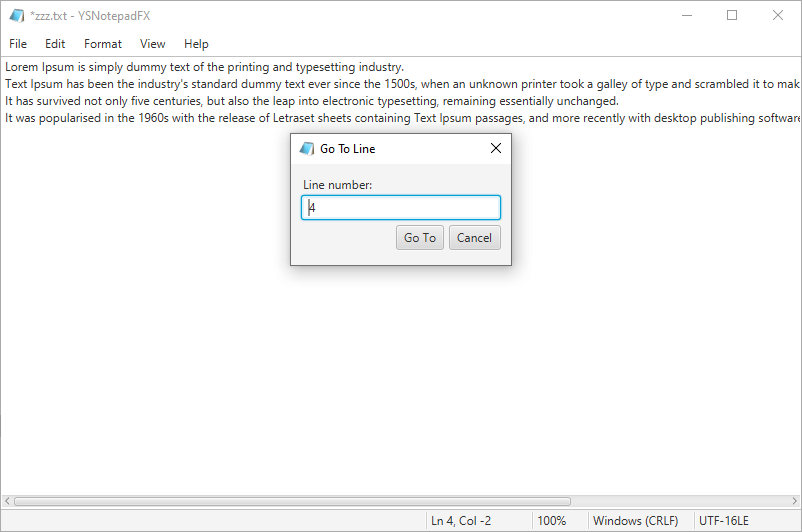 *zzz.txt - YSNotepadFX
File Edit Format View Help
Lorem Ipsum is simply dummy text of the printing and typesetting industry.
Text Ipsum has been the industry's standard dummy text ever since the 1500s, when an unknown printer took a galley of type and scrambled it to mak
It has survived not only five centuries, but also the leap into electronic typesetting, remaining essentially unchanged.
It was popularised in the 1960s with the release of Letraset sheets containing Text Ipsum passages, and more recently with desktop publishing software
Go To Line
Line number:
4
Go To Cancel
Ln 4, Col -2 100% Windows (CRLF) UTF-16LE